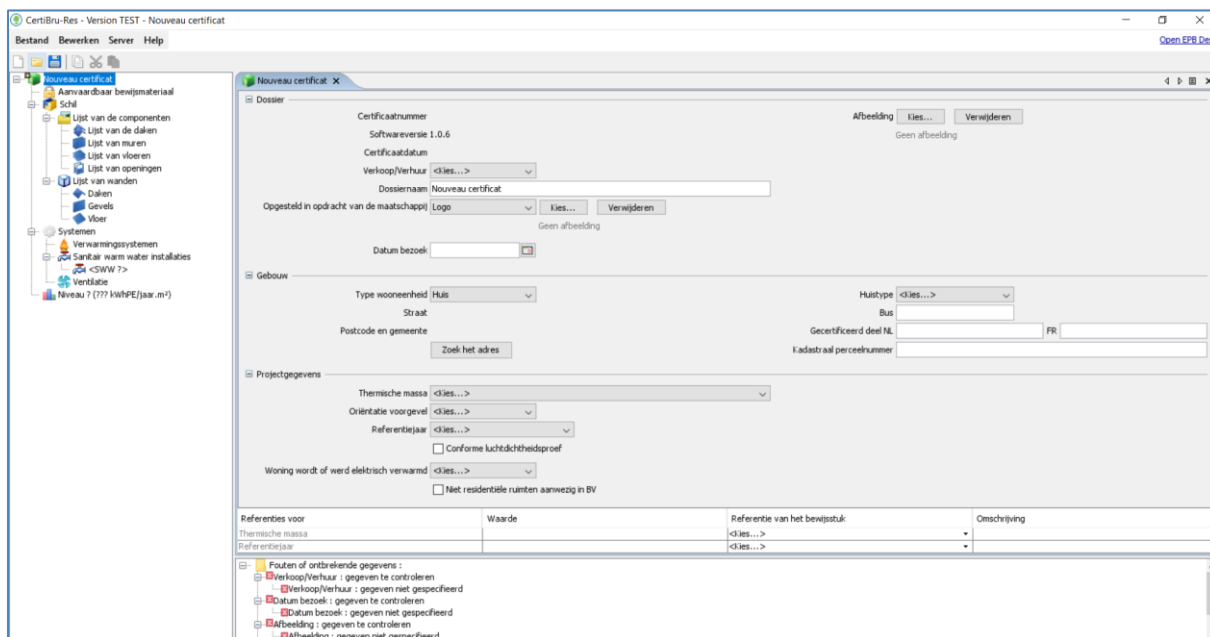 CertiBru-Res - Version TEST - Nouveau certificat
Bestand Bewerken Server Help
Open EPB De
Nouveau certificat
Aanvaardbaar bewijsmateriaal
Schil
Lijst van de componenten
Lijst van de daken
Lijst van muren
Lijst van vloeren
Lijst van openingen
Lijst van wanden
Daken
Gevels
Vloer
Systemen
Verwarmingssystemen
Sanitair warm water installaties
<SWW ?>
Ventilatie
Niveau ? (??? kWhPE/jaar.m²)
Nouveau certificat
Dossier
Certificaatnummer
Afbeelding Kies... Verwijderen
Geen afbeelding
Softwareversie 1.0.6
Certificaatdatum
Verkoop/Verhuur <Kies...>
Dossiernaam Nouveau certificat
Opgesteld in opdracht van de maatschappij Logo Kies... Verwijderen
Geen afbeelding
Datum bezoek
Gebouw
Type wooneenheid Huis Huistype <Kies...>
Straat Bus
Postcode en gemeente Gecertificeerd deel NL FR
Zoek het adres Kadastraal perceelnummer
Projectgegevens
Thermische massa <Kies...>
Oriëntatie voorgevel <Kies...>
Referentiejaar <Kies...>
Conforme luchtdichtheidsproef
Woning wordt of werd elektrisch verwarmd <Kies...>
Niet residentiële ruimten aanwezig in BV
Referenties voor Waarde Referentie van het bewijsstuk Omschrijving
Thermische massa <Kies...>
Referentiejaar <Kies...>
Fouten of ontbrekende gegevens :
Verkoop/Verhuur : gegeven te controleren
Verkoop/Verhuur : gegeven niet gespecifieerd
Datum bezoek : gegeven te controleren
Datum bezoek : gegeven niet gespecifieerd
Afbeelding : gegeven te controleren
Afbeelding : gegeven niet gespecifieerd